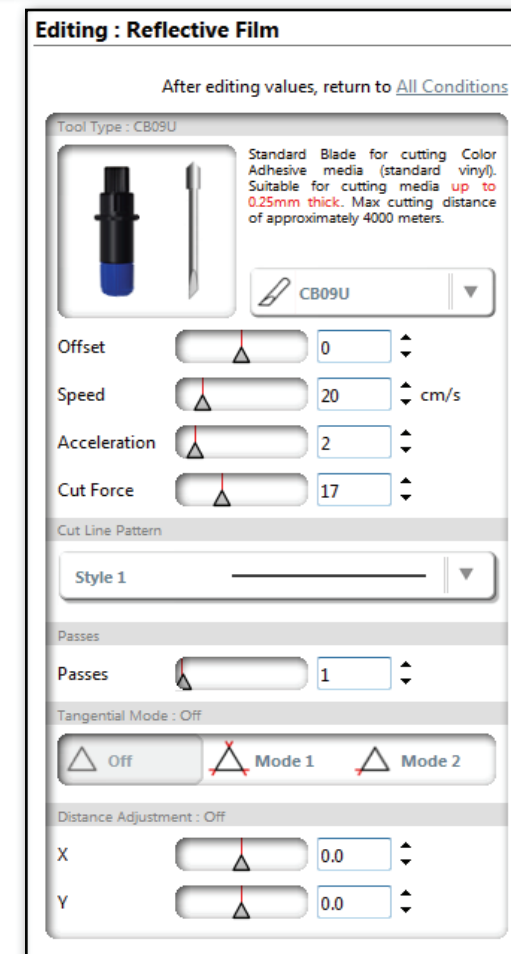 Editing : Reflective Film
After editing values, return to All Conditions
Tool Type : CB09U
Standard Blade for cutting Color
Adhesive media (standard vinyl).
Suitable for cutting media up to
0.25mm thick. Max cutting distance
of approximately 4000 meters.
CB09U
Offset 0
Speed 20 cm/s
Acceleration 2
Cut Force 17
Cut Line Pattern
Style 1
Passes
Passes 1
Tangential Mode : Off
Off Mode 1 Mode 2
Distance Adjustment : Off
X 0.0
Y 0.0